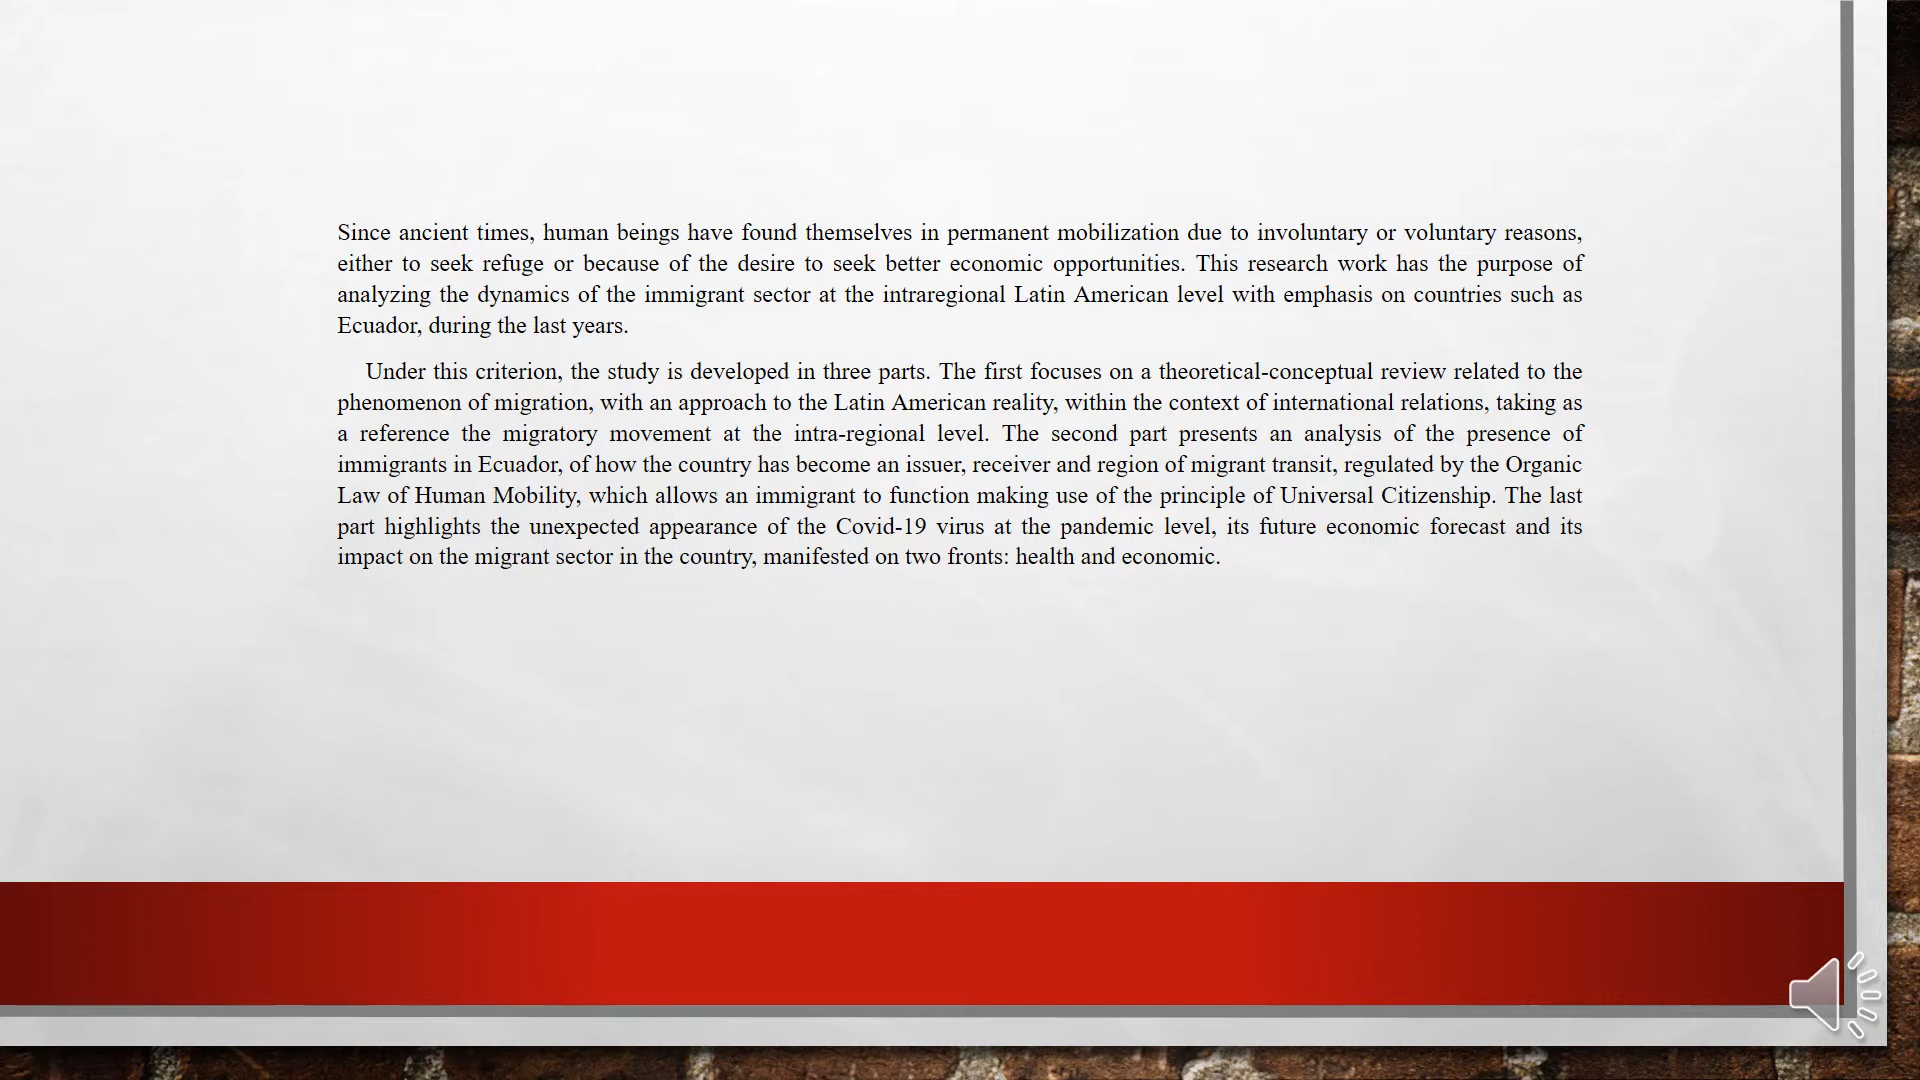 Since ancient times, human beings have found themselves in permanent mobilization due to involuntary or voluntary reasons,
either to seek refuge or because of the desire to seek better economic opportunities. This research work has the purpose of
analyzing the dynamics of the immigrant sector at the intraregional Latin American level with emphasis on countries such as
Ecuador, during the last years.
Under this criterion, the study is developed in three parts. The first focuses on a theoretical-conceptual review related to the
phenomenon of migration, with an approach to the Latin American reality, within the context of international relations, taking as
a reference the migratory movement at the intra-regional level. The second part presents an analysis of the presence of
immigrants in Ecuador, of how the country has become an issuer, receiver and region of migrant transit, regulated by the Organic
Law of Human Mobility, which allows an immigrant to function making use of the principle of Universal Citizenship. The last
part highlights the unexpected appearance of the Covid-19 virus at the pandemic level, its future economic forecast and its
impact on the migrant sector in the country, manifested on two fronts: health and economic.